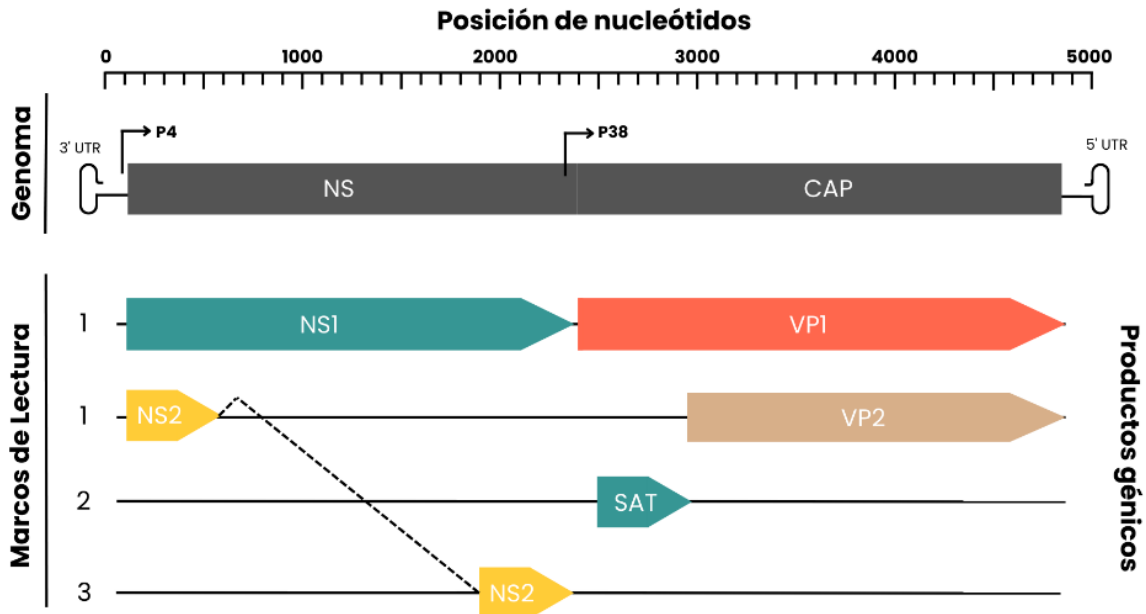 Posición de nucleótidos
0 1000 2000 3000 4000 5000
Genoma
3' UTR
P4
P38
5' UTR
NS
CAP
Marcos de Lectura
Productos génicos
1
NS1
VP1
1
NS2
VP2
2
SAT
3
NS2